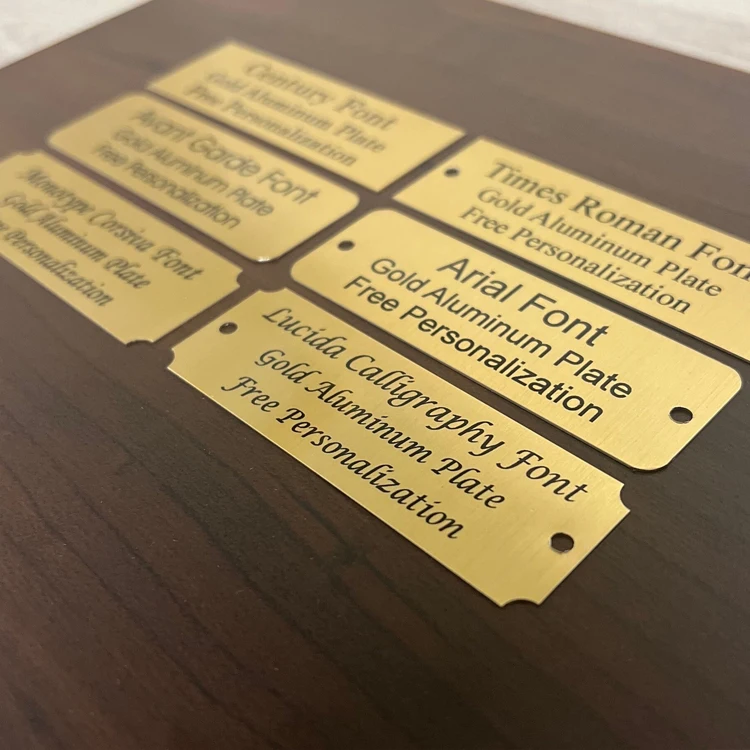 Century Font
Gold Aluminum Plate
Free Personalization
Times Roman Fon
Gold Aluminum Plate
Free Personalization
Avant Garde Font
Gold Aluminum Plate
Free Personalization
Arial Font
Gold Aluminum Plate
Free Personalization
Monotype Corsiva Font
Gold Aluminum Plate
Personalization
Lucida Calligraphy Font
Gold Aluminum Plate
Free Personalization